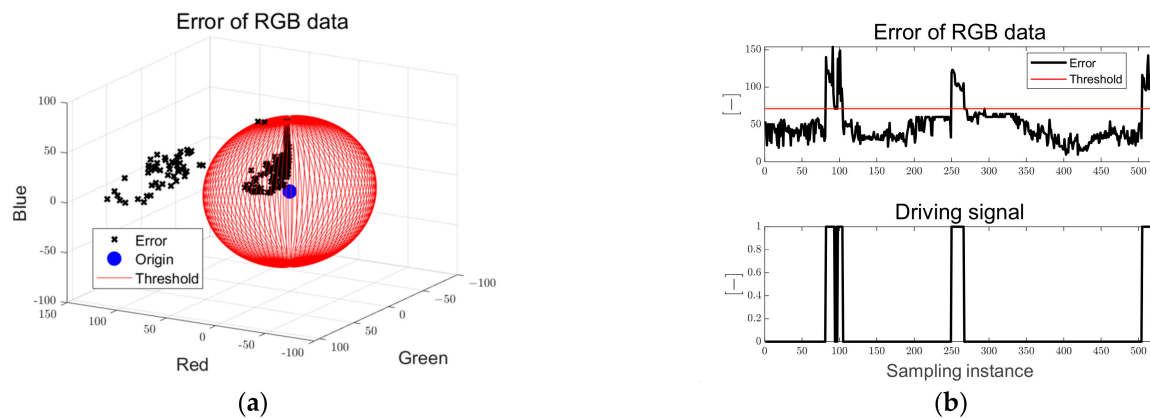 Error of RGB data
100
50
0
-50
-100
Blue
150
100
50
0
-50
-100
Red
100
50
0
−50
−100
Green
Error
Origin
Threshold
(a)
Error of RGB data
150
100
50
0
[−]
Error
Threshold
0 50 100 150 200 250 300 350 400 450 500
Driving signal
1
0.8
0.6
0.4
0.2
0
[−]
0 50 100 150 200 250 300 350 400 450 500
Sampling instance
(b)